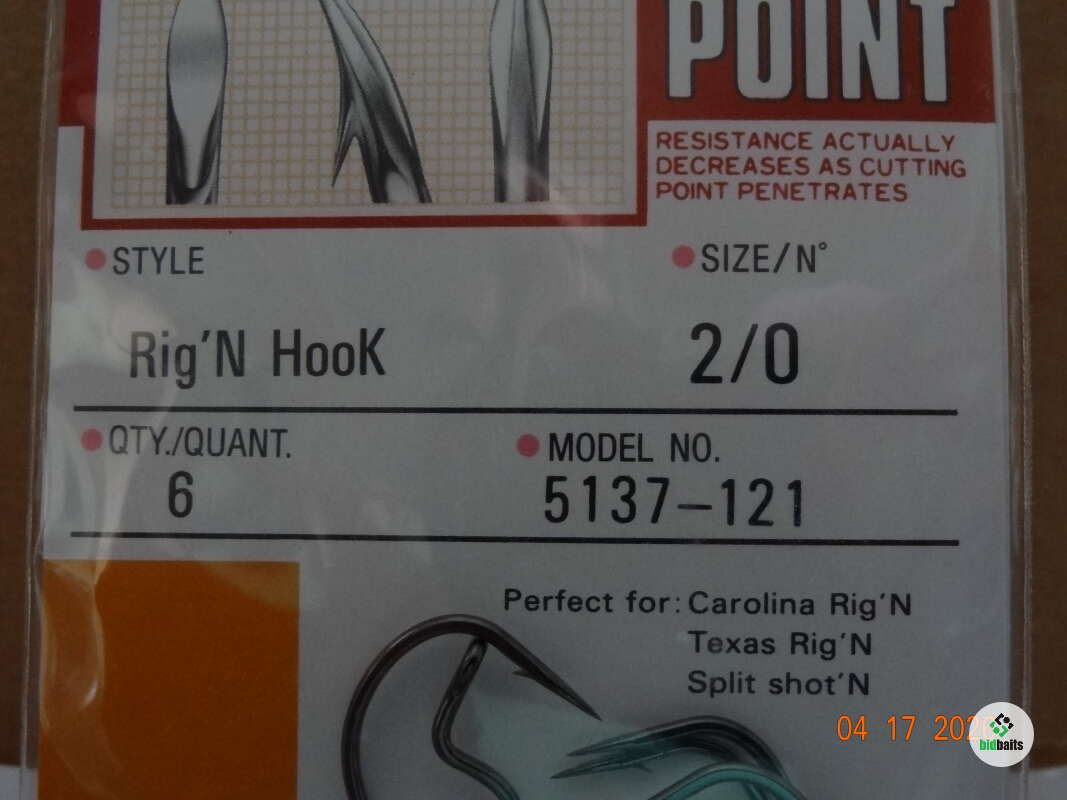 POINT
RESISTANCE ACTUALLY
DECREASES AS CUTTING
POINT PENETRATES
STYLE
SIZE/N°
Rig'N HooK
2/0
QTY./QUANT.
MODEL NO.
6
5137-121
Perfect for: Carolina Rig'N
Texas Rig'N
Split shot'N
04 17 202
bidbaits